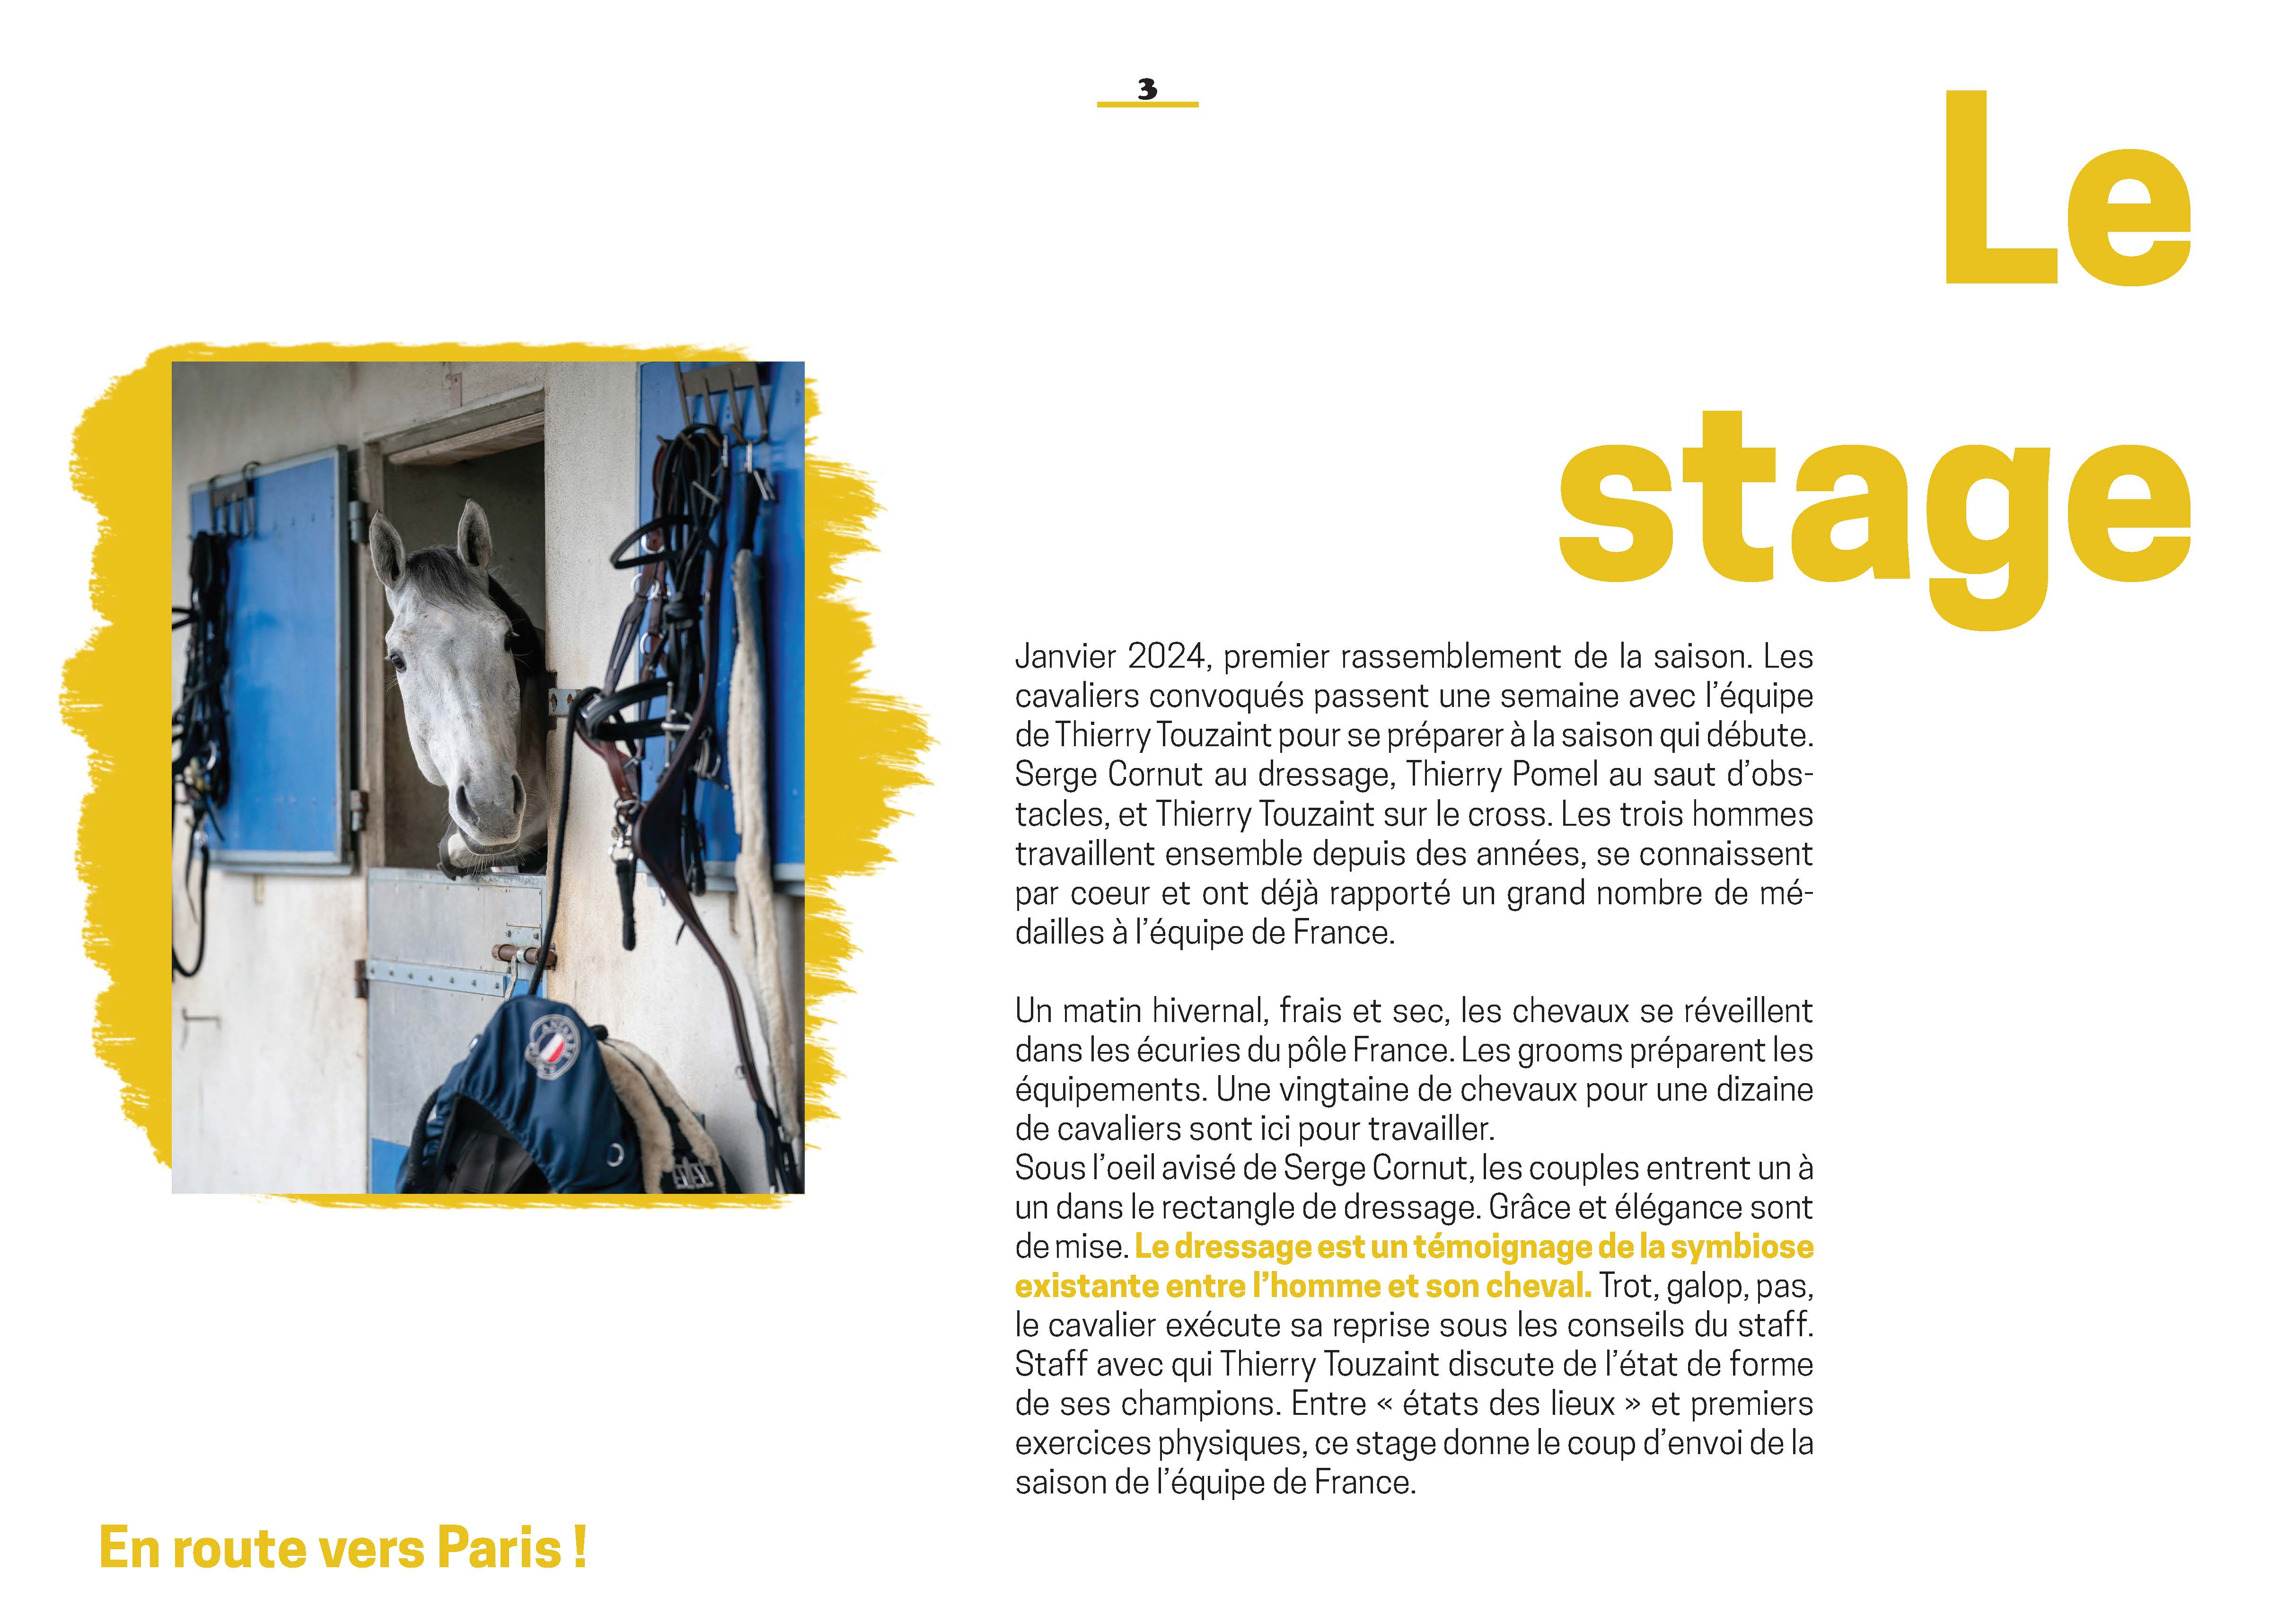 3
Le
stage
Janvier 2024, premier rassemblement de la saison. Les
cavaliers convoqués passent une semaine avec l'équipe
de Thierry Touzaint pour se préparer à la saison qui débute.
Serge Cornut au dressage, Thierry Pomel au saut d'obs-
tacles, et Thierry Touzaint sur le cross. Les trois hommes
travaillent ensemble depuis des années, se connaissent
par coeur et ont déjà rapporté un grand nombre de mé-
dailles à l'équipe de France.
Un matin hivernal, frais et sec, les chevaux se réveillent
dans les écuries du pôle France. Les grooms préparent les
équipements. Une vingtaine de chevaux pour une dizaine
de cavaliers sont ici pour travailler.
Sous l'oeil avisé de Serge Cornut, les couples entrent un à
un dans le rectangle de dressage. Grâce et élégance sont
de mise. Le dressage est un témoignage de la symbiose
existante entre l'homme et son cheval. Trot, galop, pas,
le cavalier exécute sa reprise sous les conseils du staff.
Staff avec qui Thierry Touzaint discute de l'état de forme
de ses champions. Entre « états des lieux » et premiers
exercices physiques, ce stage donne le coup d'envoi de la
saison de l'équipe de France.
En route vers Paris !